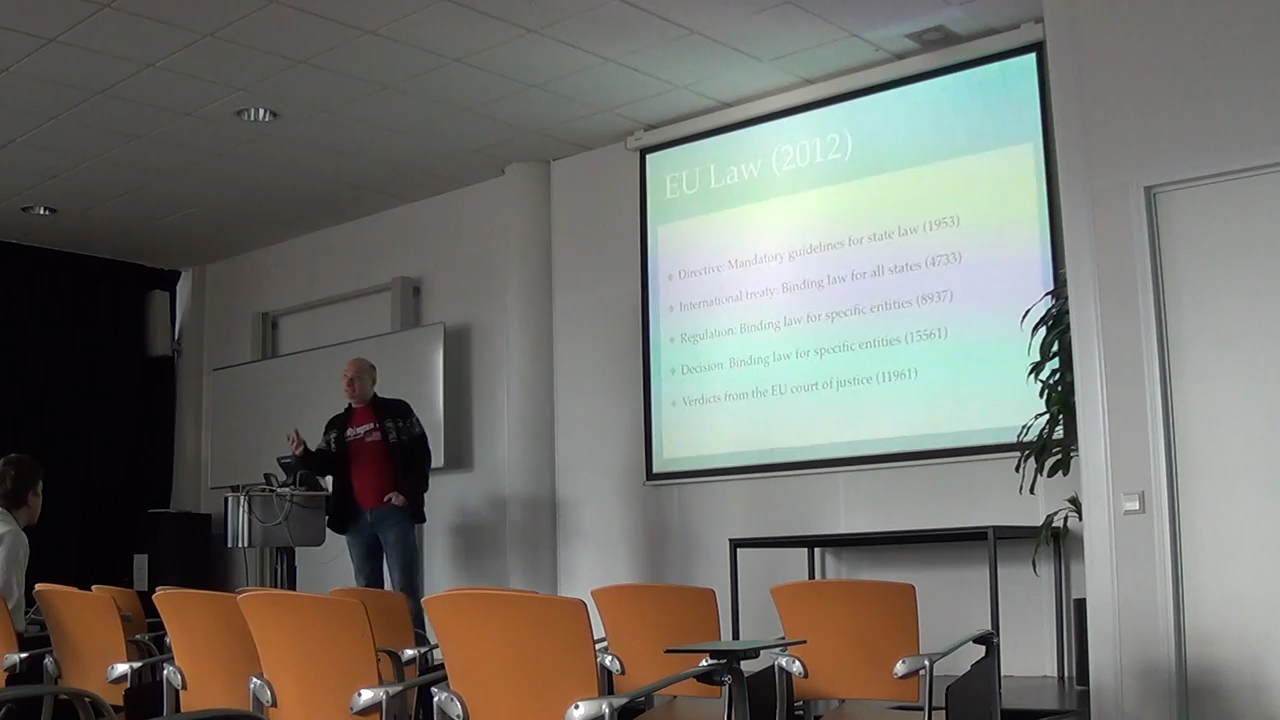 EU Law (2012)
Directive: Mandatory guidelines for state law (1953)
International treaty: Binding law for all states (4733)
Regulation: Binding law for specific entities (8937)
Decision: Binding law for specific entities (15561)
Verdicts from the EU court of justice (11961)